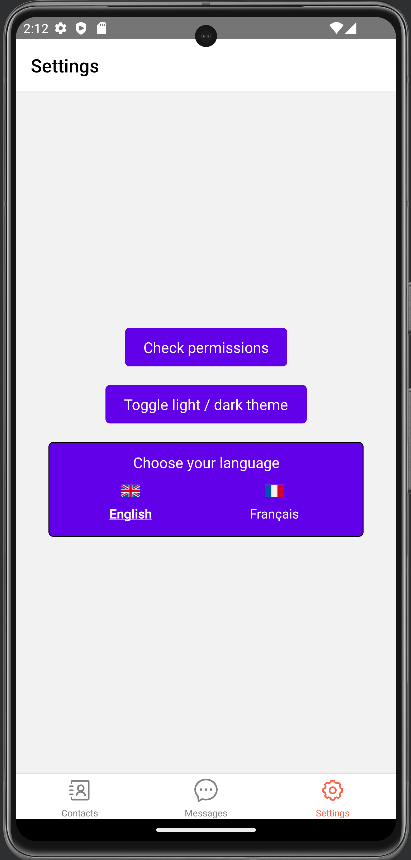 2:12
Settings
Check permissions
Toggle light / dark theme
Choose your language
English Français
Contacts Messages Settings